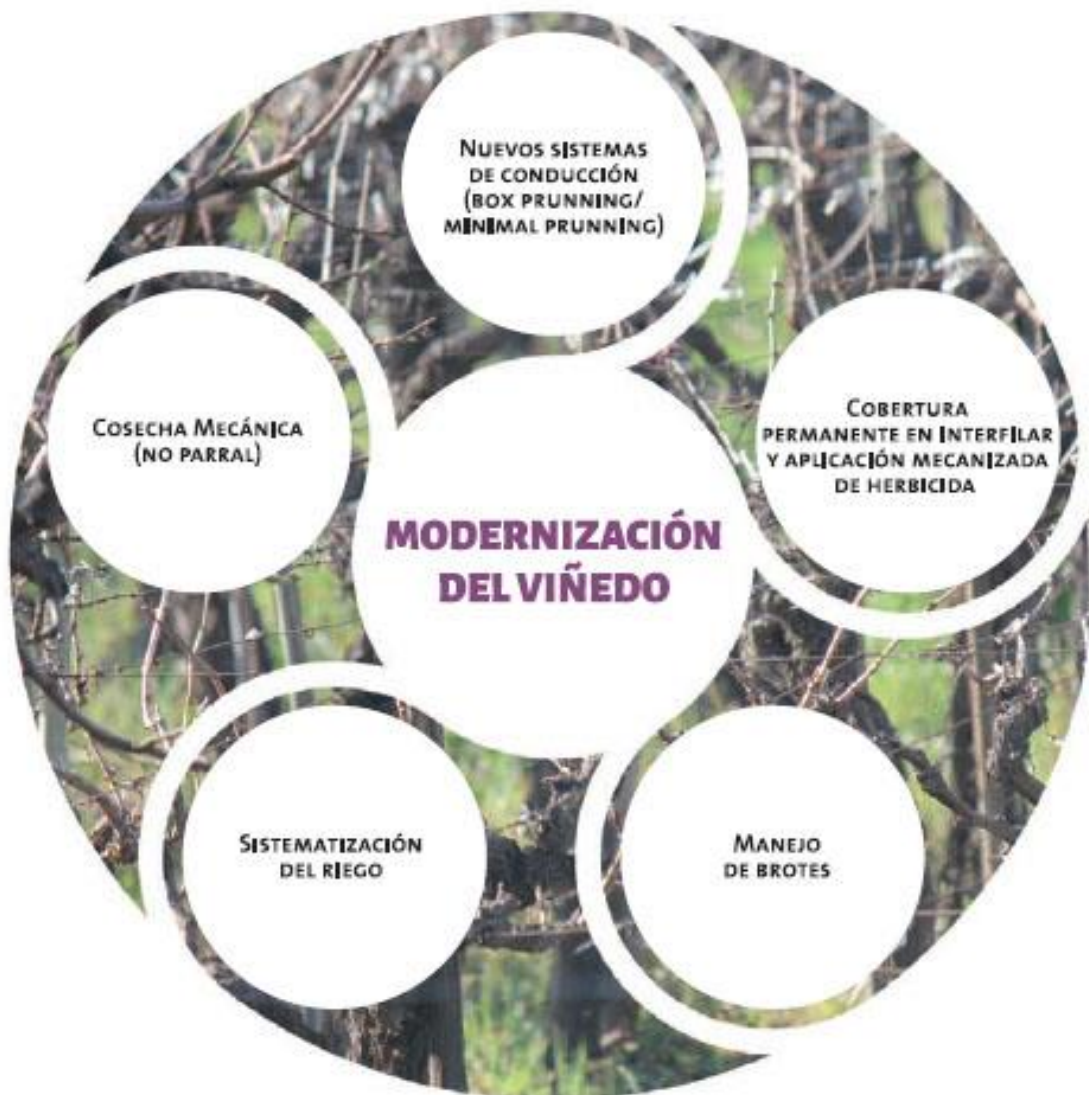 Nuevos sistemas
de conducción
(box prunning/
minimal prunning)
Cosecha Mecánica
(no parral)
Cobertura
permanente en interfilar
y aplicación mecanizada
de herbicida
MODERNIZACIÓN
DEL VIÑEDO
Sistematización
del riego
Manejo
de brotes